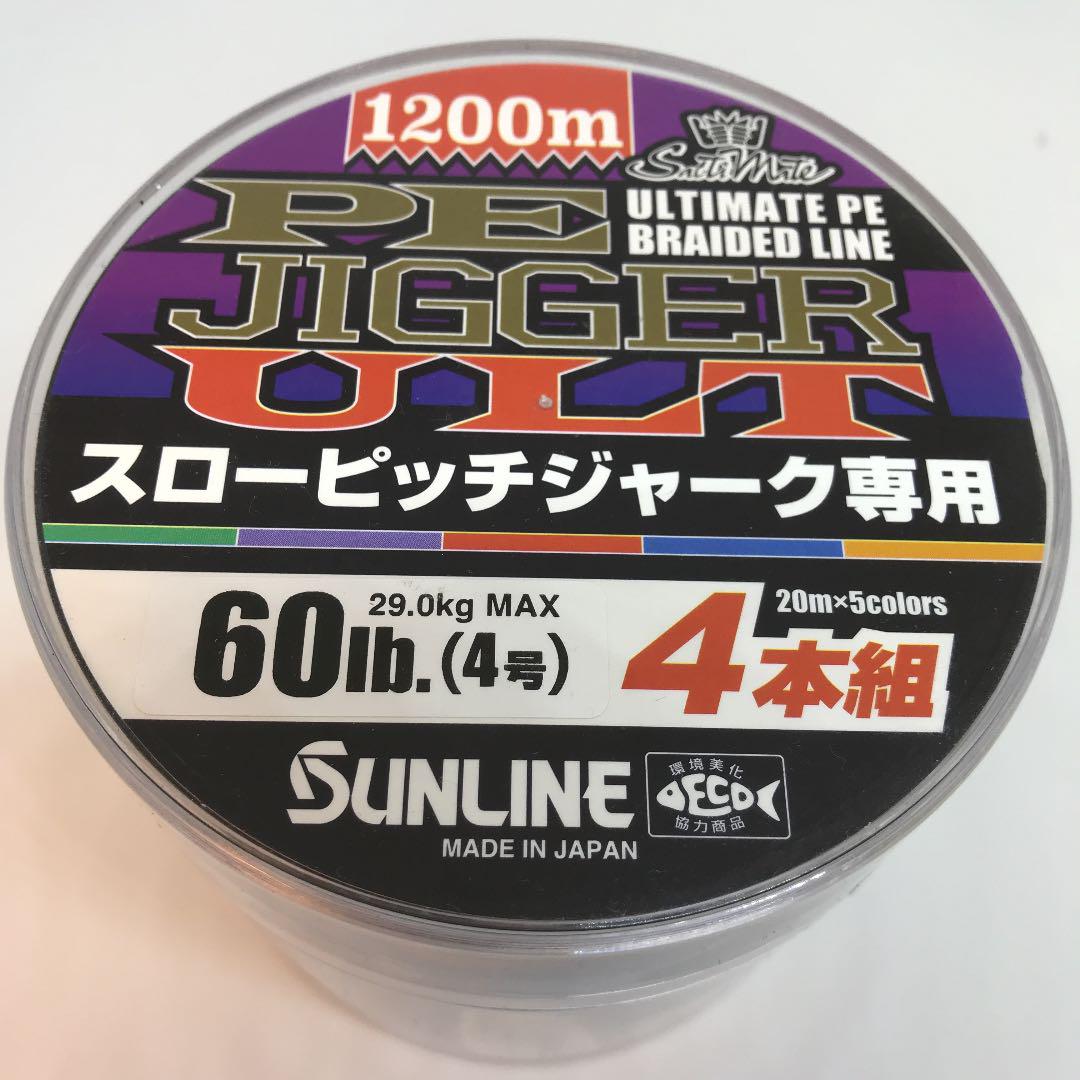 1200m
SaltiMate
PE
ULTIMATE PE
BRAIDED LINE
JIGGER
ULT
スローピッチジャーク専用
29.0kg MAX
60lb.(4号)
20m×5colors
4本組
SUNLINE
MADE IN JAPAN
環境美化
ECO
協力商品